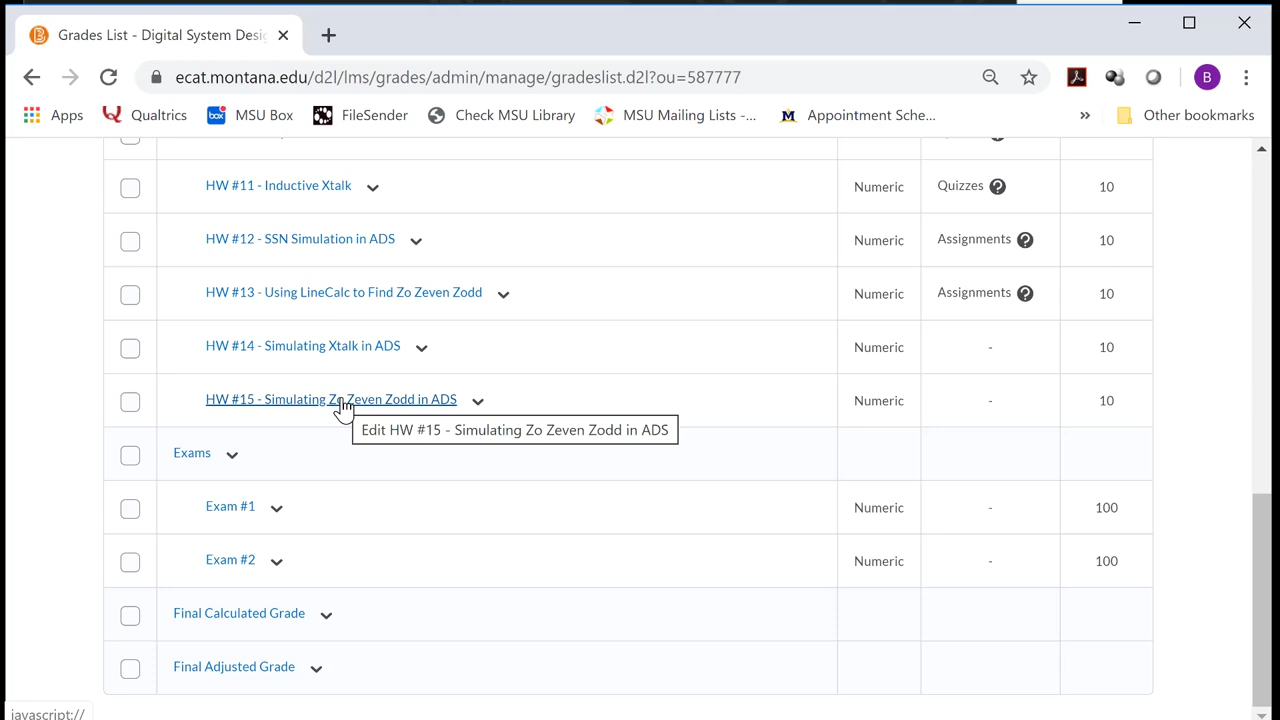 Grades List - Digital System Desig
ecat.montana.edu/d2l/lms/grades/admin/manage/gradeslist.d2l?ou=587777
B
Apps Qualtrics box MSU Box FileSender Check MSU Library MSU Mailing Lists -... M Appointment Sche... » Other bookmarks
HW #11 - Inductive Xtalk Numeric Quizzes ? 10
HW #12 - SSN Simulation in ADS Numeric Assignments ? 10
HW #13 - Using LineCalc to Find Zo Zeven Zodd Numeric Assignments ? 10
HW #14 - Simulating Xtalk in ADS Numeric - 10
HW #15 - Simulating Zo Zeven Zodd in ADS Numeric - 10
Edit HW #15 - Simulating Zo Zeven Zodd in ADS
Exams
Exam #1 Numeric - 100
Exam #2 Numeric - 100
Final Calculated Grade
Final Adjusted Grade
javascript://